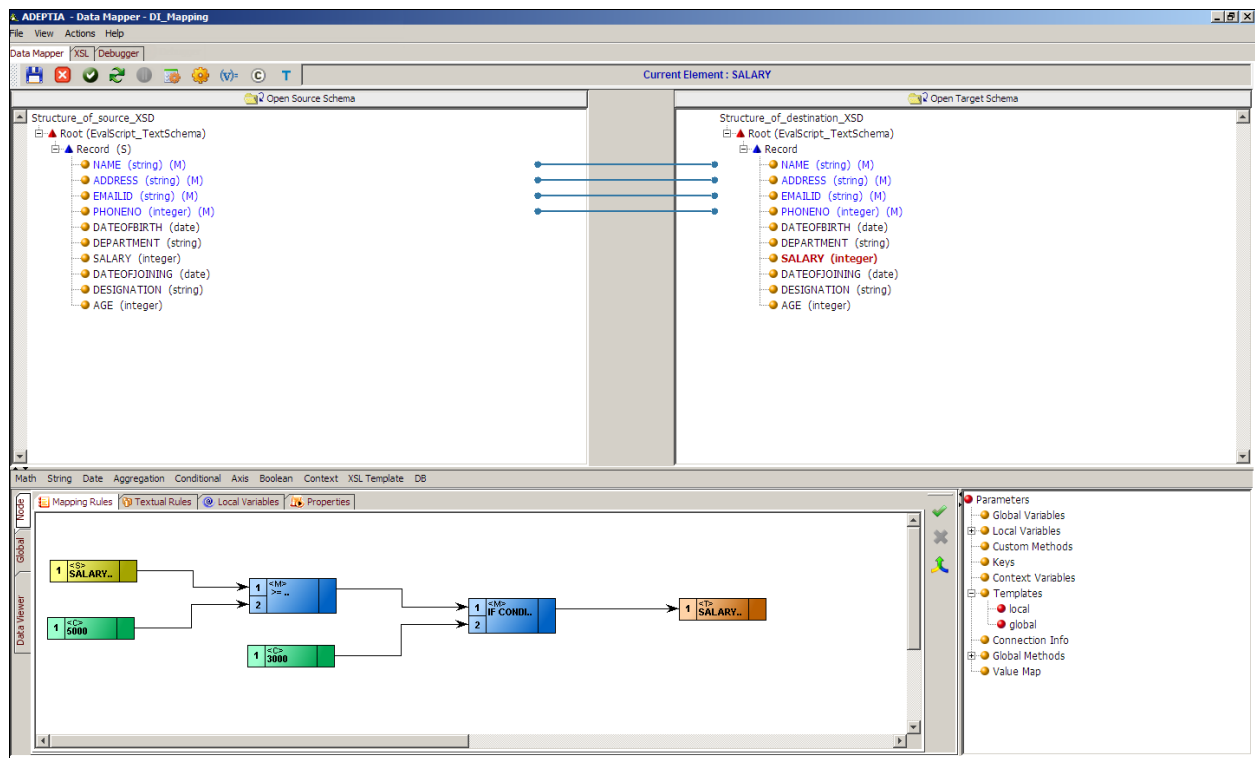 ADEPTIA - Data Mapper - DI_Mapping
File View Actions Help
Data Mapper XSL Debugger
(∇)= C T Current Element : SALARY
Open Source Schema Open Target Schema
Structure_of_source_XSD
Root (EvalScript_TextSchema)
Record (S)
NAME (string) (M)
ADDRESS (string) (M)
EMAILID (string) (M)
PHONENO (integer) (M)
DATEOFBIRTH (date)
DEPARTMENT (string)
SALARY (integer)
DATEOFJOINING (date)
DESIGNATION (string)
AGE (integer)
Structure_of_destination_XSD
Root (EvalScript_TextSchema)
Record
NAME (string) (M)
ADDRESS (string) (M)
EMAILID (string) (M)
PHONENO (integer) (M)
DATEOFBIRTH (date)
DEPARTMENT (string)
SALARY (integer)
DATEOFJOINING (date)
DESIGNATION (string)
AGE (integer)
Math String Date Aggregation Conditional Axis Boolean Context XSL Template DB
Node
Global
Data Viewer
Mapping Rules Textual Rules @ Local Variables Properties
1 <S> SALARY..
1 <C> 5000
1 2 <M> >= ..
1 <C> 3000
1 2 <M> IF CONDI..
1 <T> SALARY..
Parameters
Global Variables
Local Variables
Custom Methods
Keys
Context Variables
Templates
local
global
Connection Info
Global Methods
Value Map